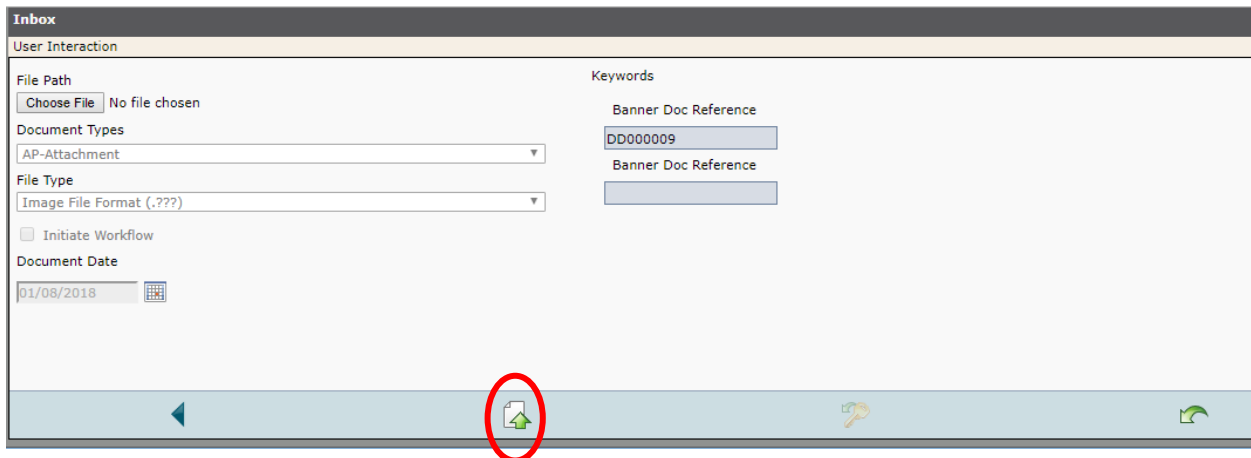 Inbox
User Interaction
File Path
Choose File No file chosen
Document Types
AP-Attachment
File Type
Image File Format (.???)
Initiate Workflow
Document Date
01/08/2018
Keywords
Banner Doc Reference
DD000009
Banner Doc Reference